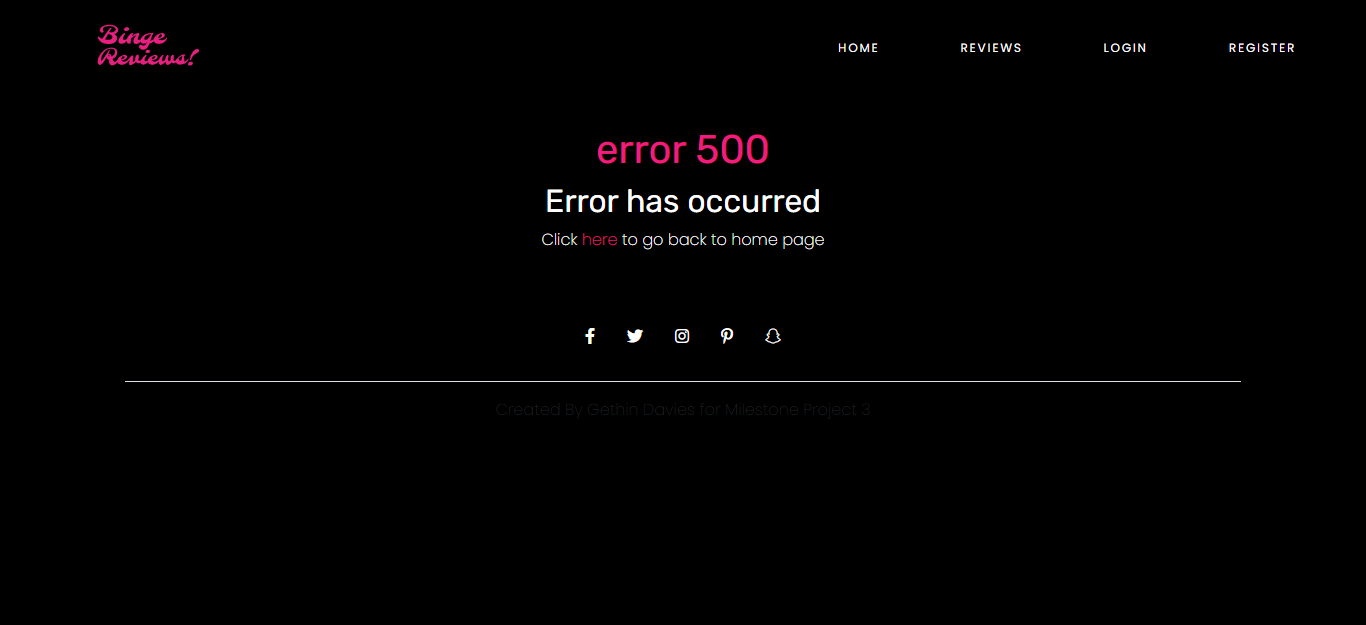 Binge
Reviews!
HOME REVIEWS LOGIN REGISTER
error 500
Error has occurred
Click here to go back to home page
Created By Gethin Davies for Milestone Project 3